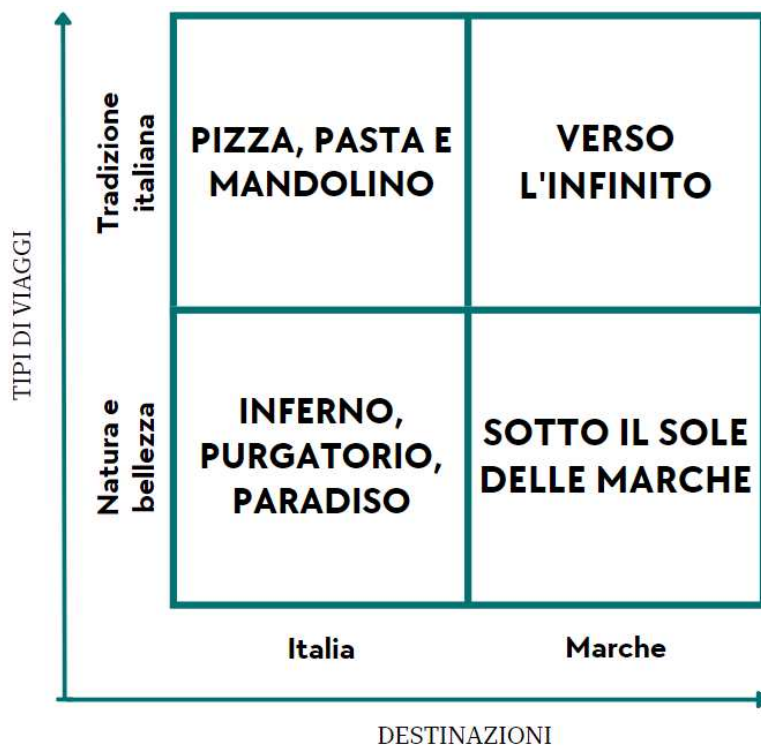 TIPI DI VIAGGI
Tradizione
italiana
PIZZA, PASTA E
MANDOLINO
VERSO
L'INFINITO
Natura e
bellezza
INFERNO,
PURGATORIO,
PARADISO
SOTTO IL SOLE
DELLE MARCHE
Italia
Marche
DESTINAZIONI